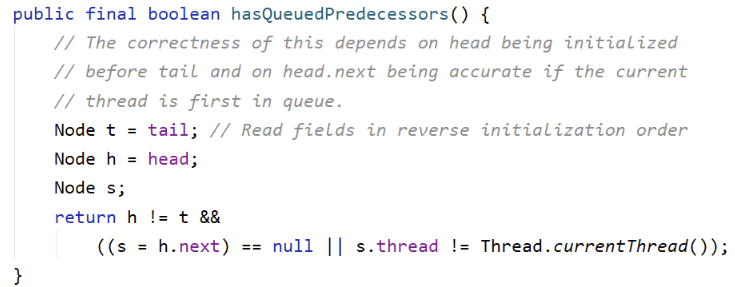 public final boolean hasQueuedPredecessors() {
// The correctness of this depends on head being initialized
// before tail and on head.next being accurate if the current
// thread is first in queue.
Node t = tail; // Read fields in reverse initialization order
Node h = head;
Node s;
return h != t &&
((s = h.next) == null || s.thread != Thread.currentThread());
}